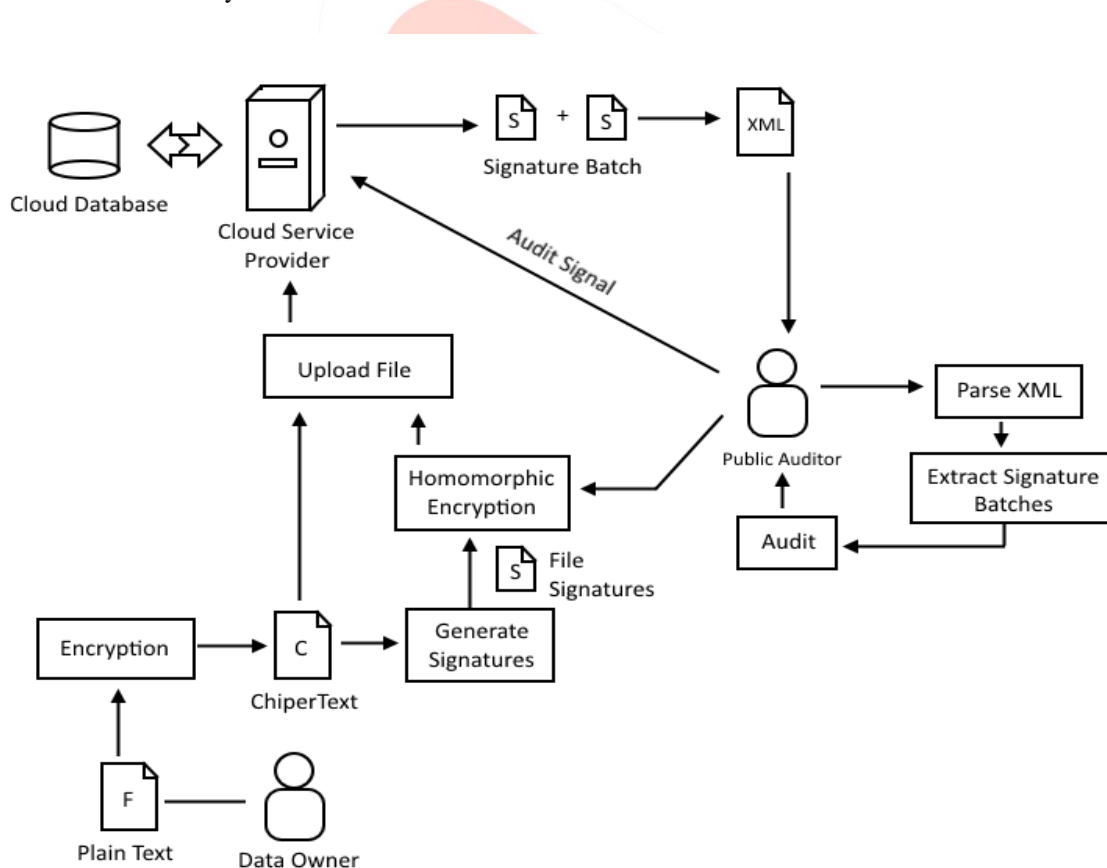 S
+
S
XML
Signature Batch
Cloud Database
Cloud Service
Provider
Audit Signal
Upload File
Parse XML
Public Auditor
Homomorphic
Encryption
Extract Signature
Batches
Audit
S
File
Signatures
Encryption
C
Generate
Signatures
ChiperText
F
Plain Text
Data Owner